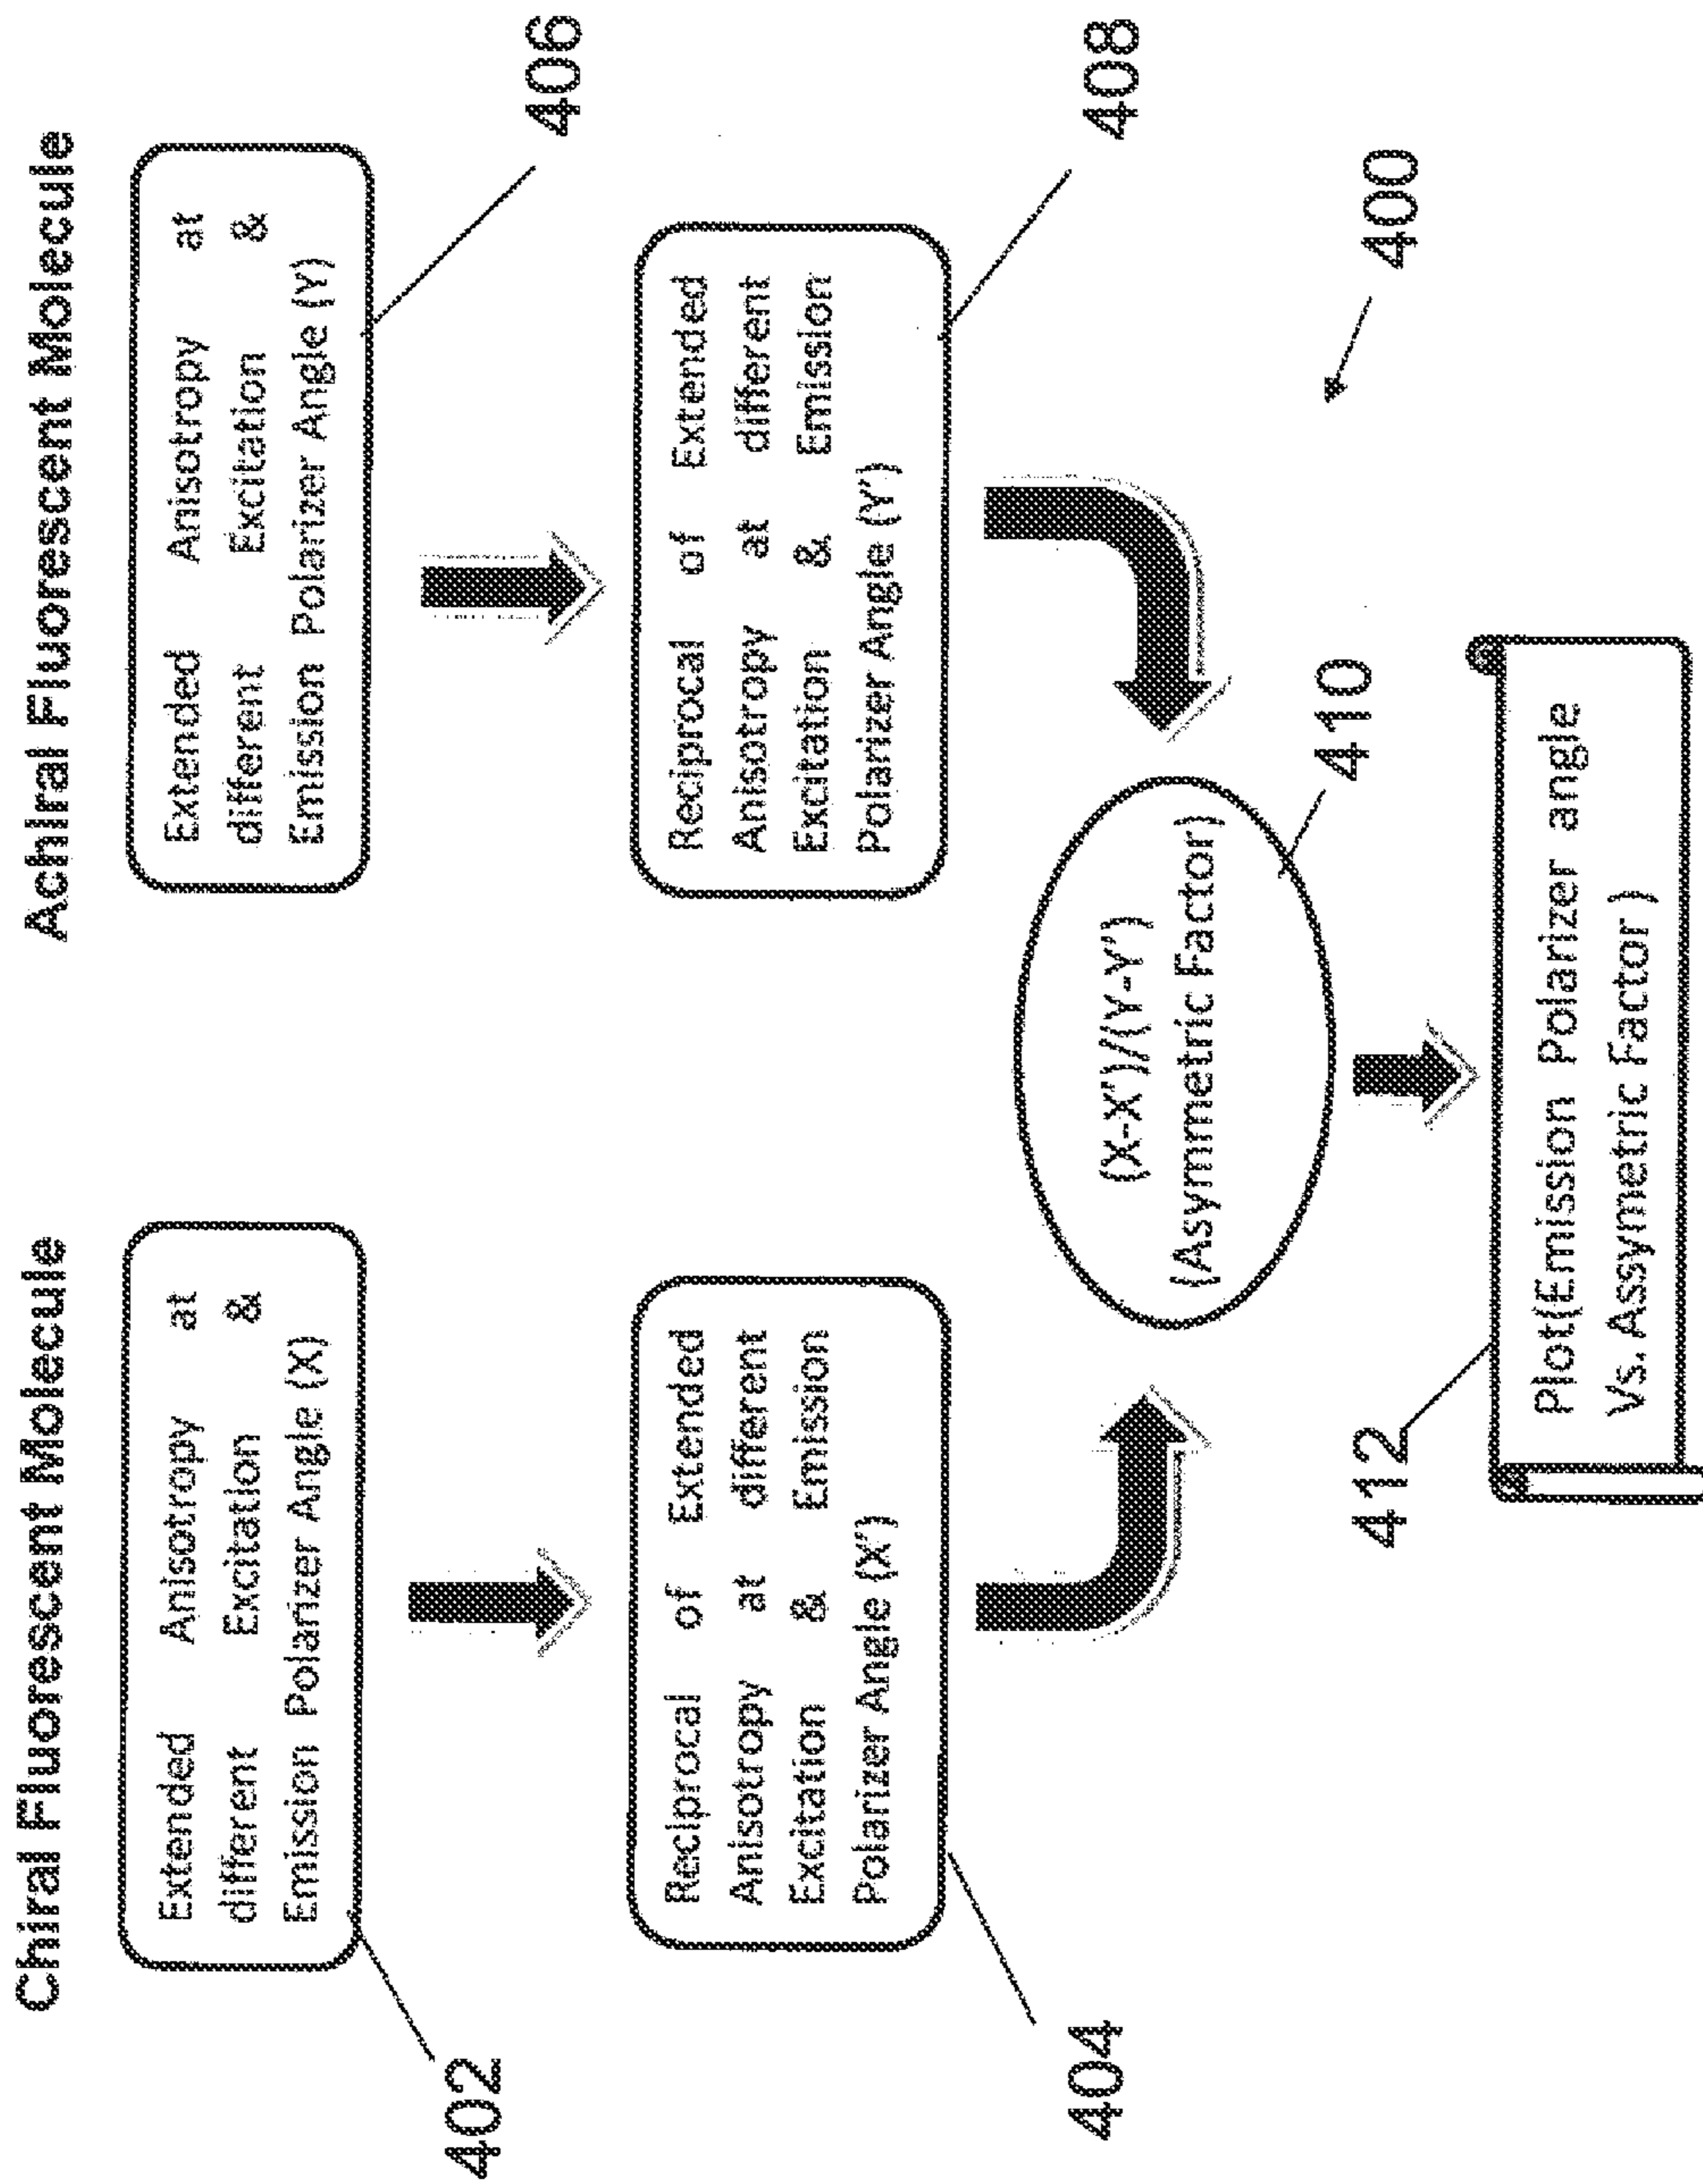 Chiral Fluorescent Molecule
Extended Anisotropy at
different Excitation &
Emission Polarizer Angle (X)
402
Reciprocal of Extended
Anisotropy at different
Excitation & Emission
Polarizer Angle (X')
404
Achiral Fluorescent Molecule
Extended Anisotropy at
different Excitation &
Emission Polarizer Angle (Y)
406
Reciprocal of Extended
Anisotropy at different
Excitation & Emission
Polarizer Angle (Y')
408
(X-X')/(Y-Y')
(Asymmetric Factor)
410
400
412
Plot(Emission Polarizer angle
Vs. Assymetric Factor )